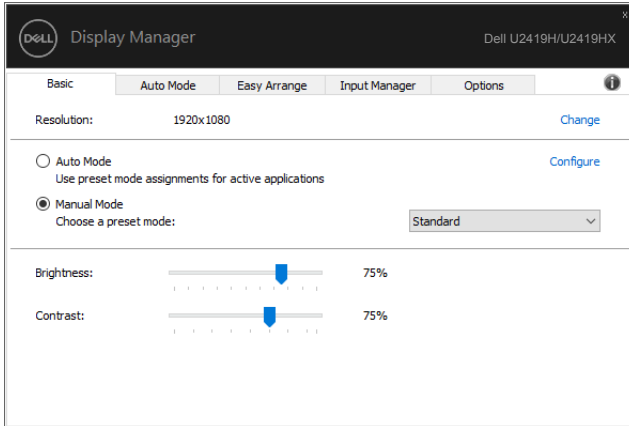 DELL
Display Manager
Dell U2419H/U2419HX
x
Basic
Auto Mode
Easy Arrange
Input Manager
Options
i
Resolution:
1920x1080
Change
Auto Mode
Configure
Use preset mode assignments for active applications
Manual Mode
Choose a preset mode:
Standard
Brightness:
75%
Contrast:
75%